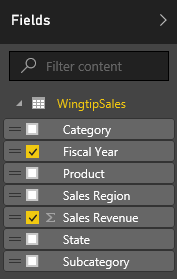 Fields
Filter content
WingtipSales
Category
Fiscal Year
Product
Sales Region
Σ Sales Revenue
State
Subcategory